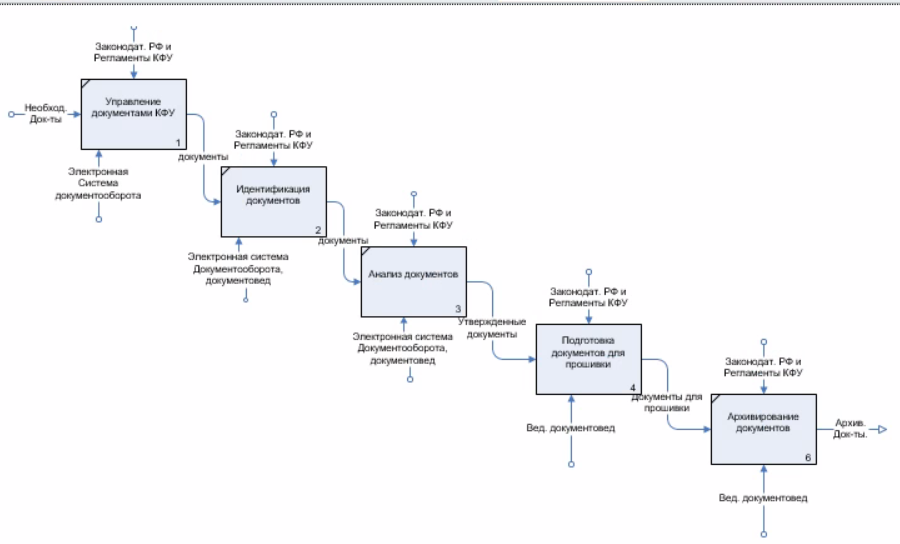 Законодат. РФ и
Регламенты КФУ
Необход.
Док-ты
Управление
документами КФУ
1
Электронная
Система
документооборота
документы
Законодат. РФ и
Регламенты КФУ
Идентификация
документов
2
Электронная система
Документооборота,
документовед
документы
Законодат. РФ и
Регламенты КФУ
Анализ документов
3
Электронная система
Документооборота,
документовед
Утвержденные
документы
Законодат. РФ и
Регламенты КФУ
Подготовка
документов для
прошивки
4
Вед. документовед
Документы для
прошивки
Законодат. РФ и
Регламенты КФУ
Архивирование
документов
6
Вед. документовед
Архив.
Док-ты.